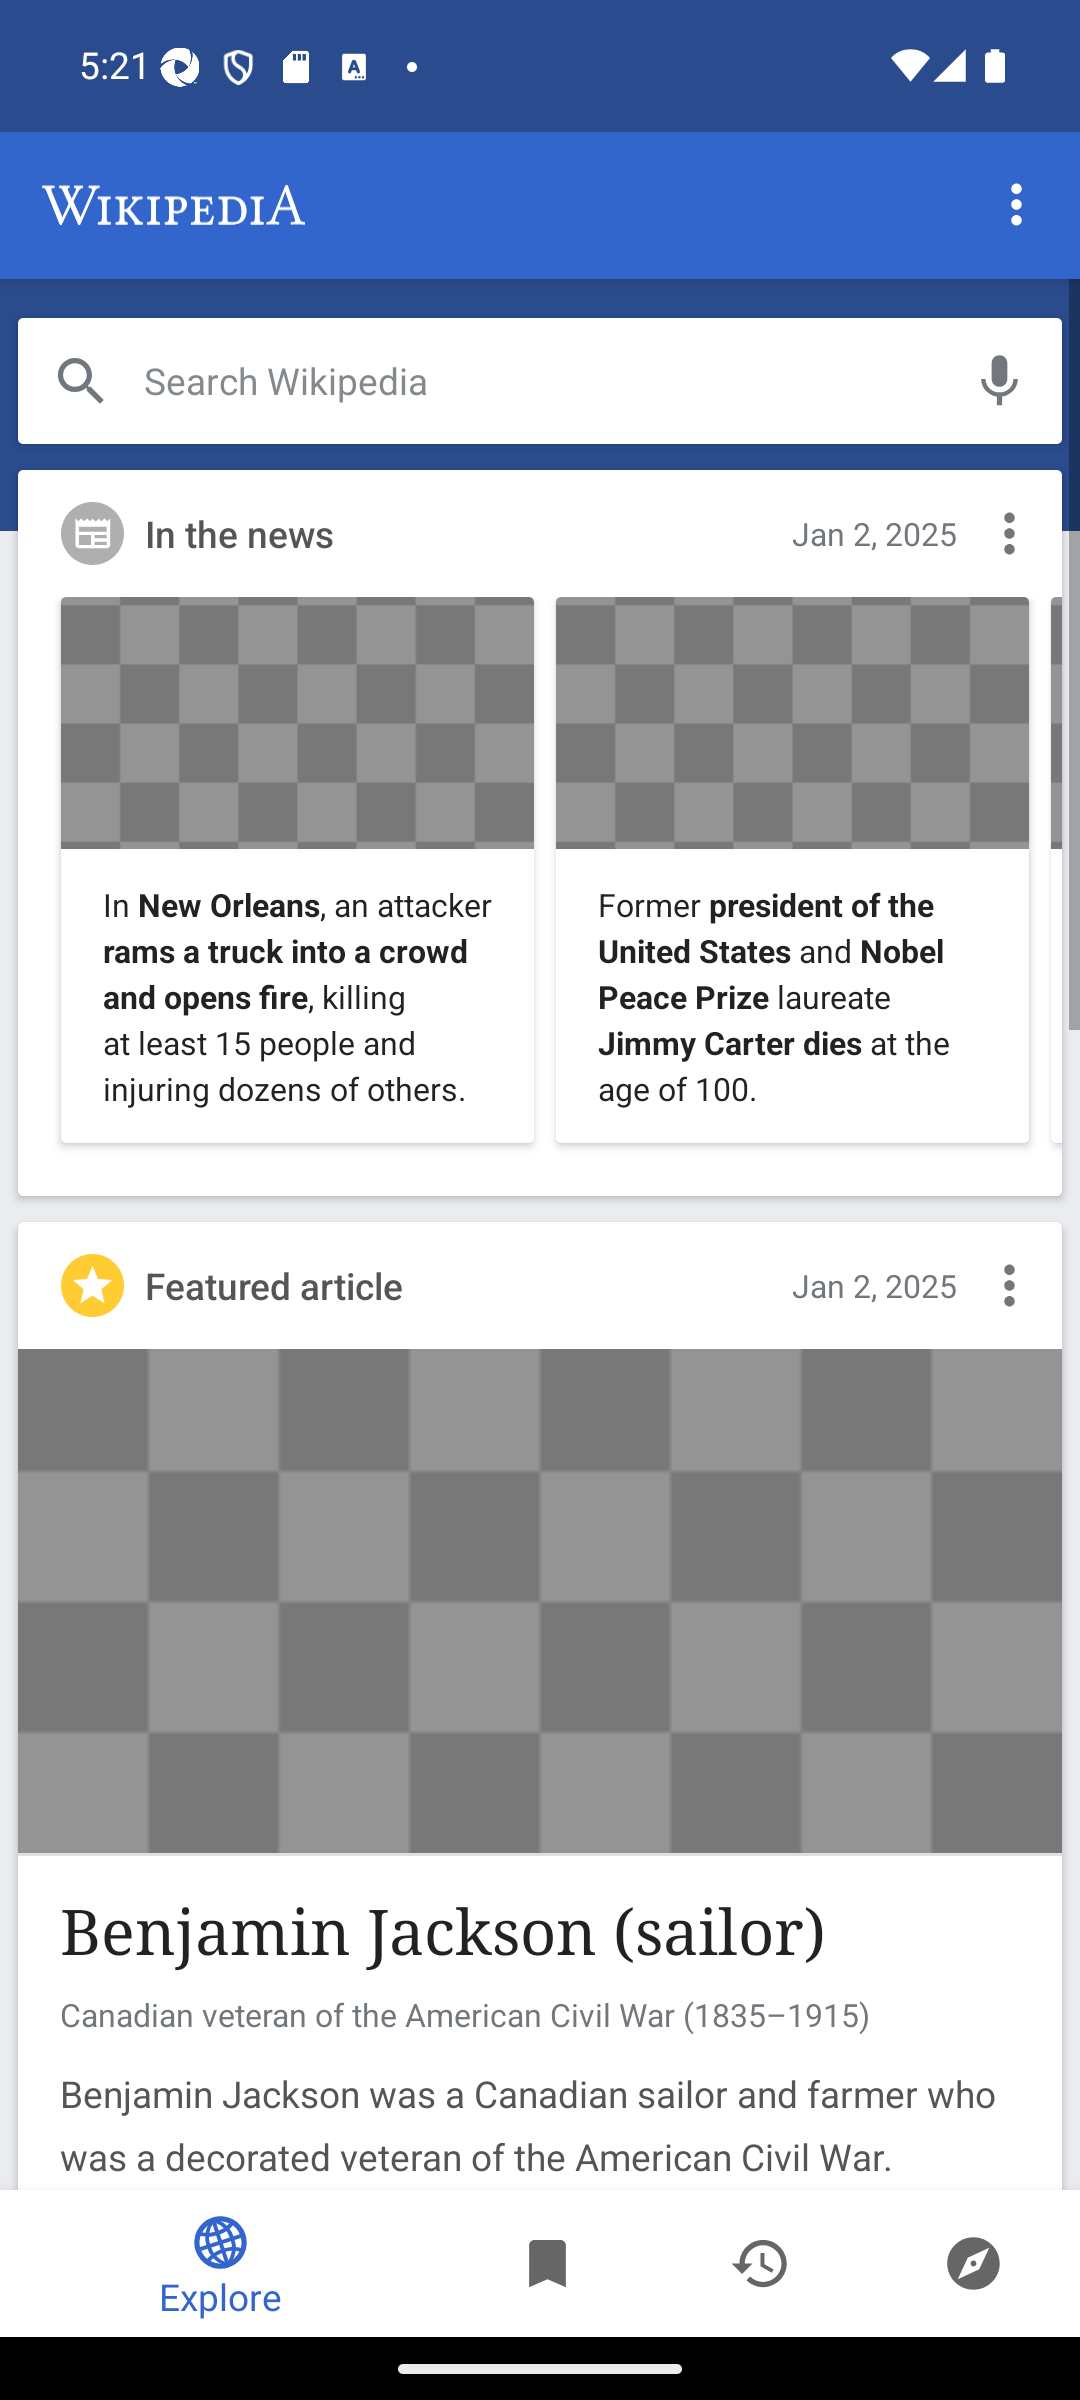 5:21
WIKIPEDIA
Search Wikipedia
In the news
Jan 2, 2025
In New Orleans, an attacker
rams a truck into a crowd
and opens fire, killing
at least 15 people and
injuring dozens of others.
Former president of the
United States and Nobel
Peace Prize laureate
Jimmy Carter dies at the
age of 100.
Featured article
Jan 2, 2025
Benjamin Jackson (sailor)
Canadian veteran of the American Civil War (1835–1915)
Benjamin Jackson was a Canadian sailor and farmer who
was a decorated veteran of the American Civil War.
Explore